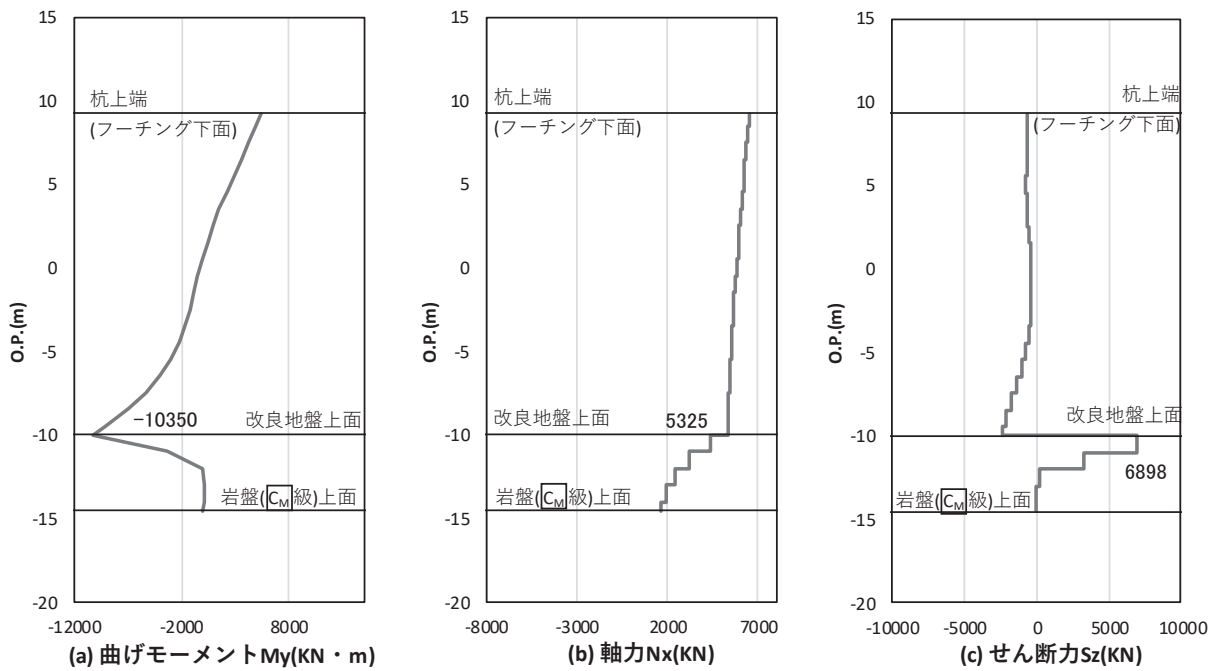 15
10
5
0
-5
-10
-15
-20
O.P.(m)
杭上端
(フーチング下面)
−10350
改良地盤上面
岩盤(CM級)上面
-12000
-2000
8000
(a) 曲げモーメントMy(KN・m)
15
10
5
0
-5
-10
-15
-20
O.P.(m)
杭上端
(フーチング下面)
改良地盤上面
5325
岩盤(CM級)上面
-8000
-3000
2000
7000
(b) 軸力Nx(KN)
15
10
5
0
-5
-10
-15
-20
O.P.(m)
杭上端
(フーチング下面)
改良地盤上面
6898
岩盤(CM級)上面
-10000
-5000
0
5000
10000
(c) せん断力Sz(KN)